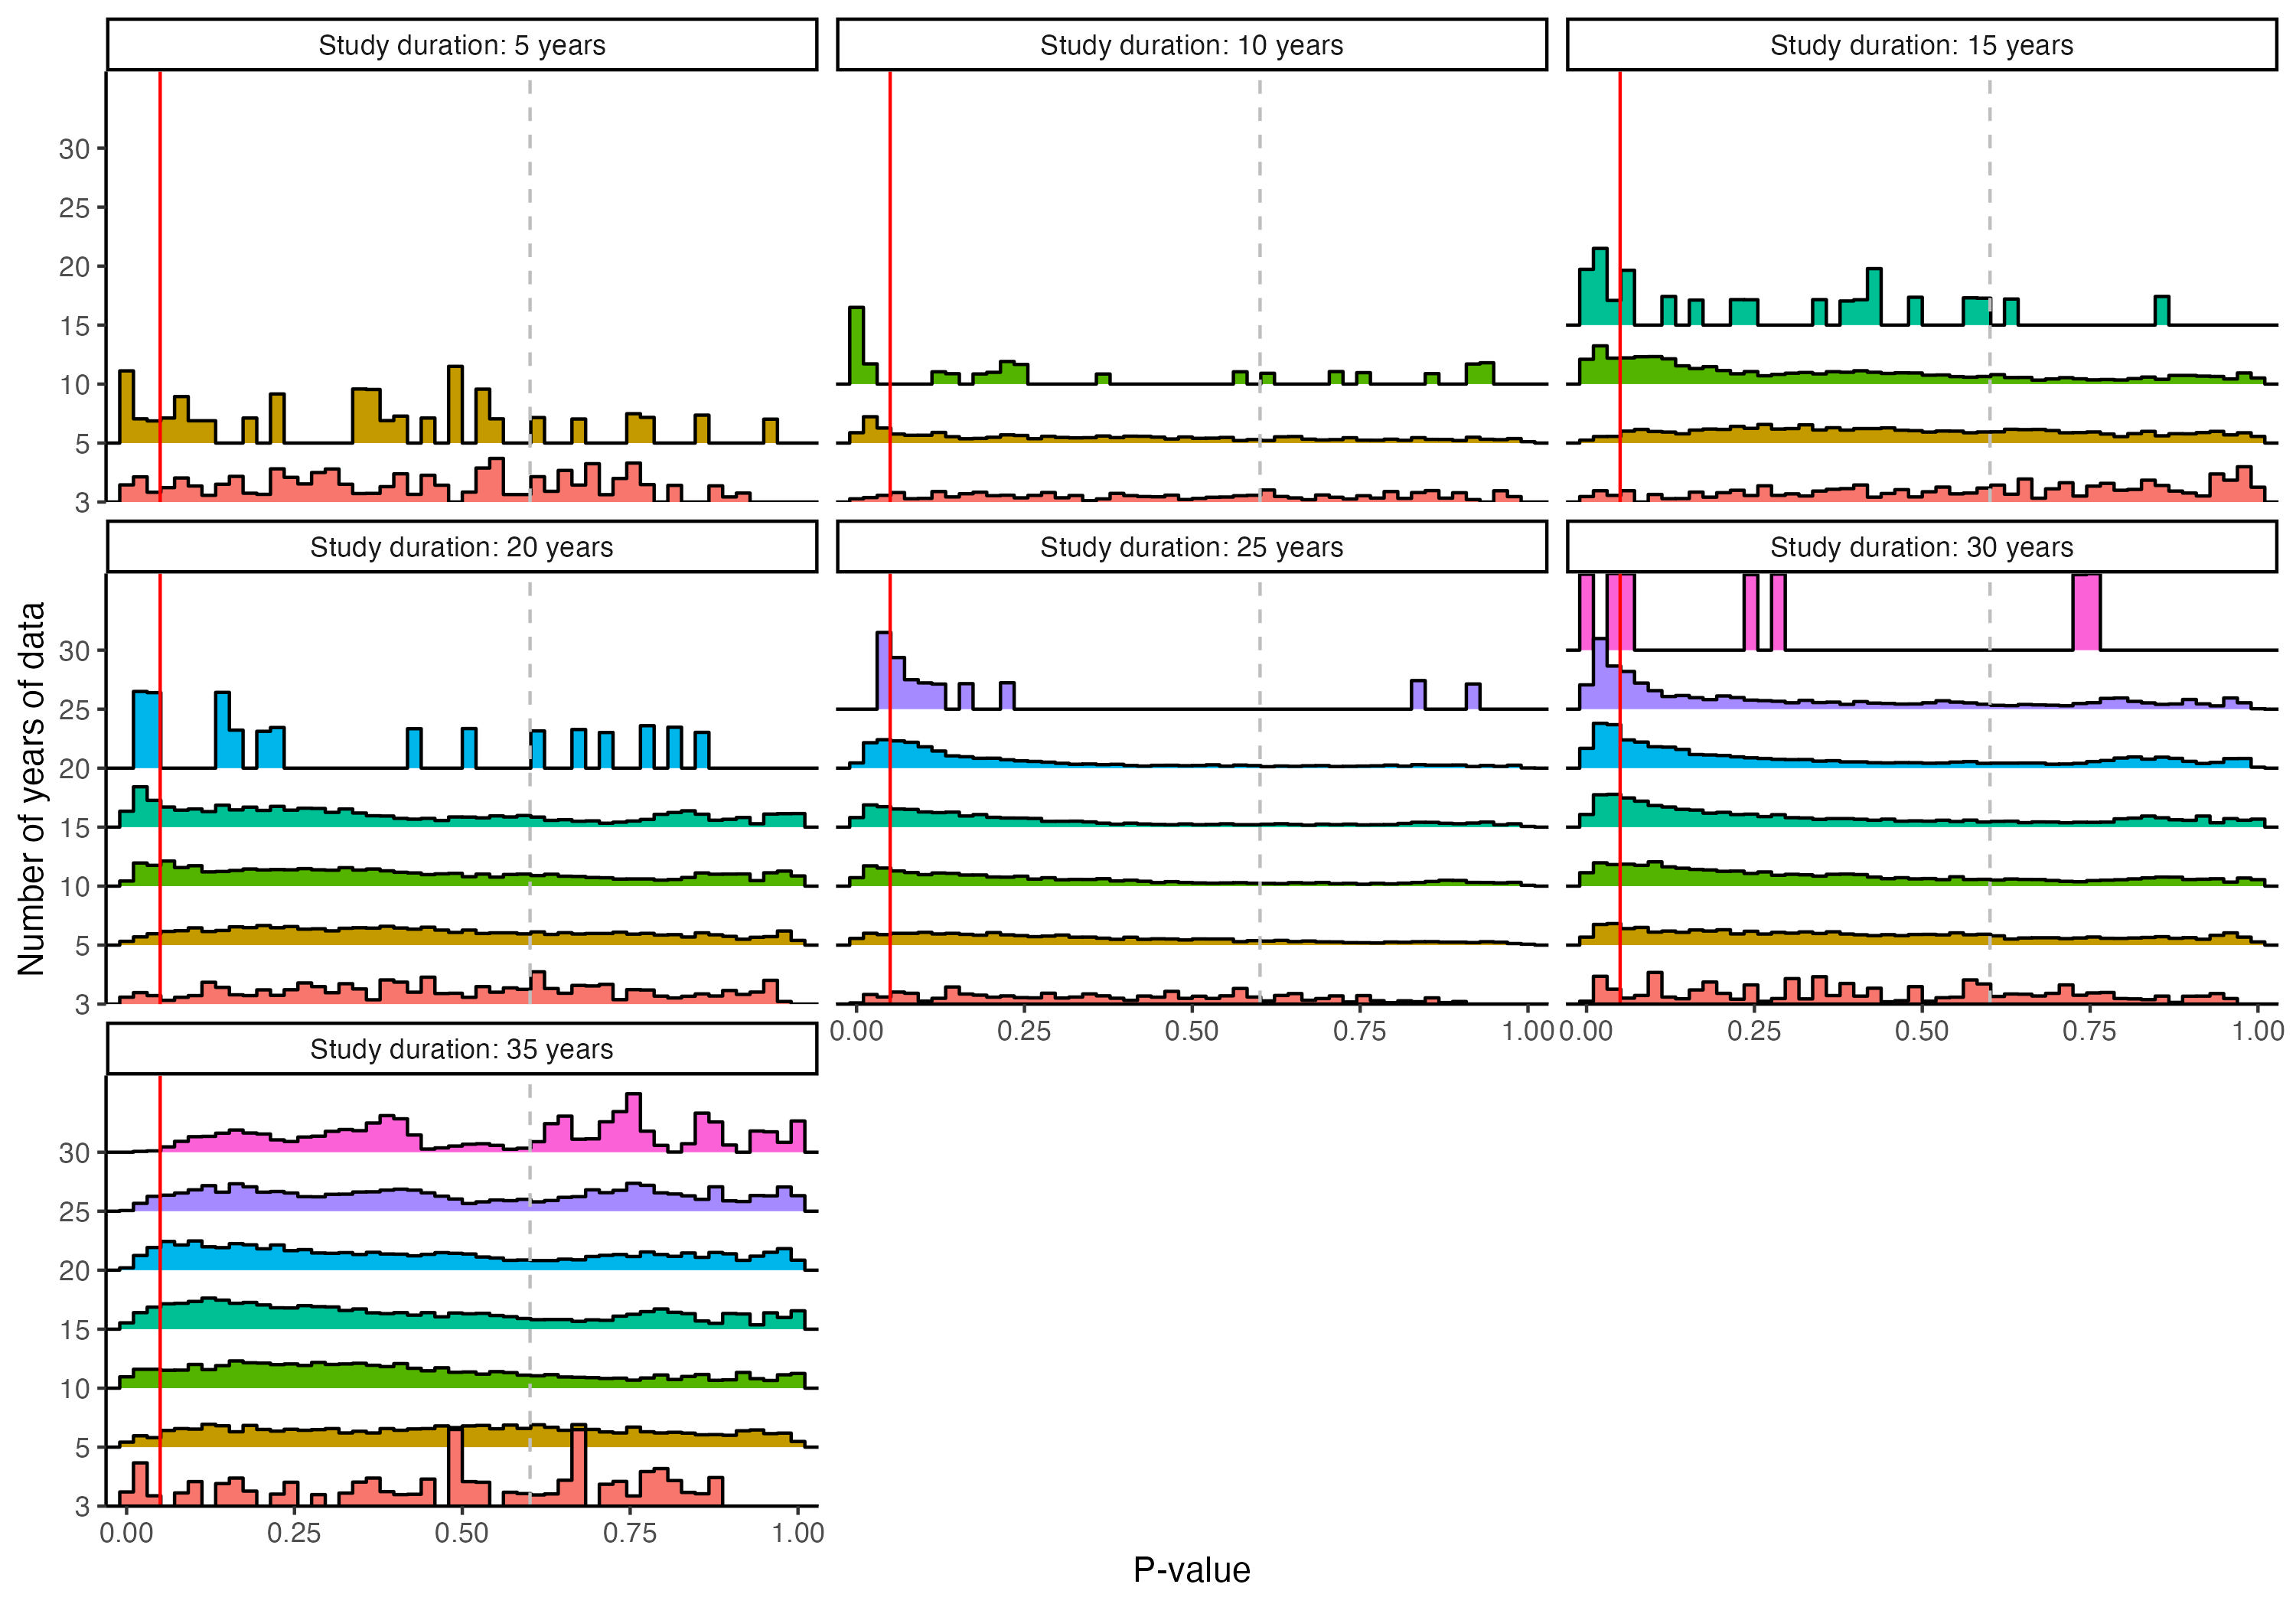 Study duration: 5 years
Study duration: 10 years
Study duration: 15 years
30
25
20
15
10
5
3
Study duration: 20 years
Study duration: 25 years
Study duration: 30 years
Number of years of data
30
25
20
15
10
5
3
0.00 0.25 0.50 0.75 1.00
0.00 0.25 0.50 0.75 1.00
Study duration: 35 years
30
25
20
15
10
5
3
0.00 0.25 0.50 0.75 1.00
P-value